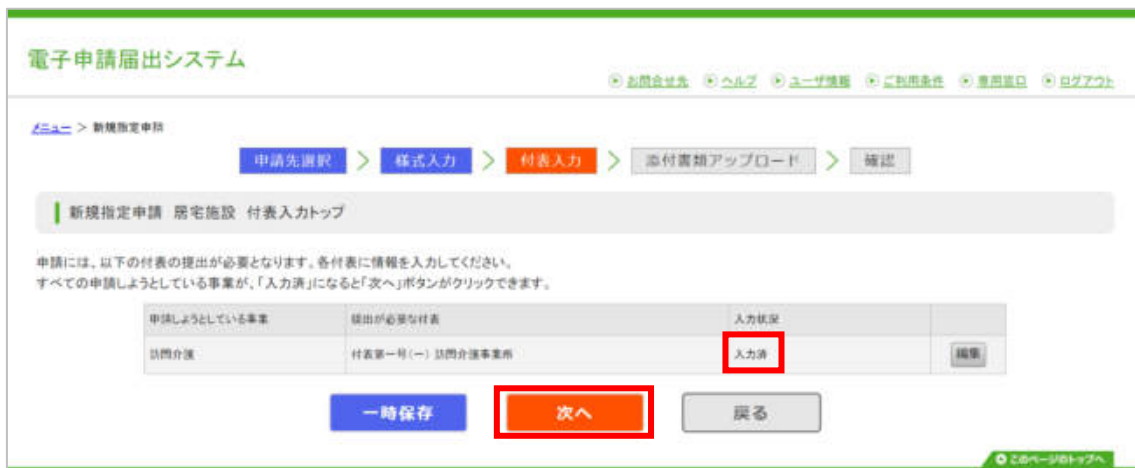 電子申請届出システム
お問合せ先 ヘルプ ユーザ情報 ご利用条件 専用窓口 ログアウト
メニュー > 新規指定申請
申請先選択 > 様式入力 > 付表入力 > 添付書類アップロード > 確認
新規指定申請 居宅施設 付表入力トップ
申請には、以下の付表の提出が必要となります。各付表に情報を入力してください。
すべての申請しようとしている事業が、「入力済」になると「次へ」ボタンがクリックできます。
申請しようとしている事業 提出が必要な付表 入力状況
訪問介護 付表第一号(一) 訪問介護事業所 入力済 編集
一時保存 次へ 戻る
このページのトップへ